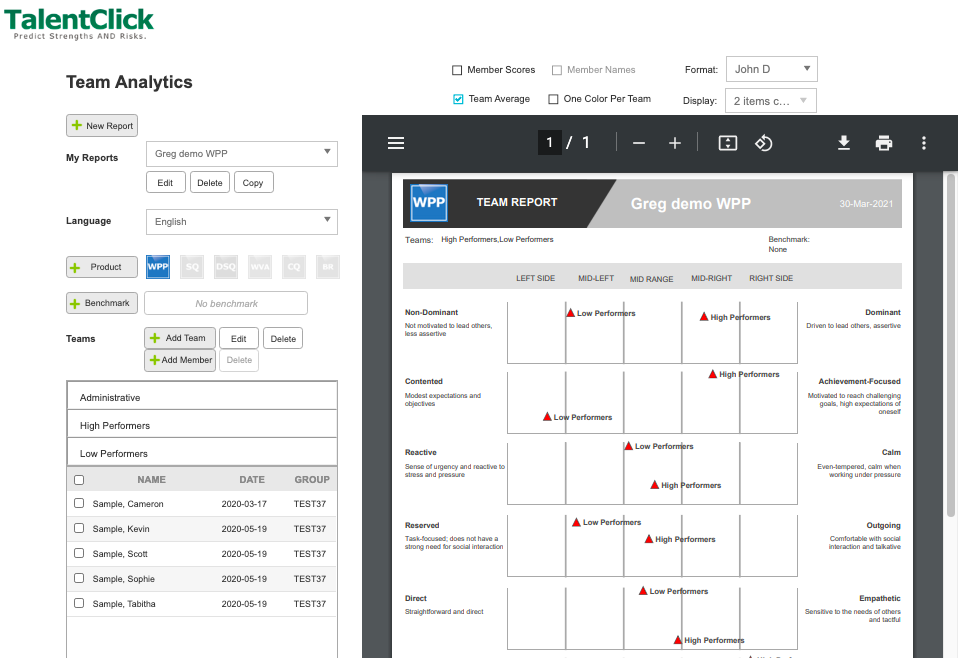 TalentClick
Predict Strengths AND Risks.
Team Analytics
Member Scores
Member Names
Format:
John D
Team Average
One Color Per Team
Display:
2 items c...
New Report
My Reports
Greg demo WPP
Edit
Delete
Copy
Language
English
Product
WPP
SQ
DSQ
WVA
CQ
BR
Benchmark
No benchmark
Teams
Add Team
Edit
Delete
Add Member
Delete
Administrative
High Performers
Low Performers
NAME DATE GROUP
Sample, Cameron 2020-03-17 TEST37
Sample, Kevin 2020-05-19 TEST37
Sample, Scott 2020-05-19 TEST37
Sample, Sophie 2020-05-19 TEST37
Sample, Tabitha 2020-05-19 TEST37
1 / 1
WPP
TEAM REPORT
Greg demo WPP
30-Mar-2021
Teams: High Performers,Low Performers
Benchmark:
None
LEFT SIDE MID-LEFT MID RANGE MID-RIGHT RIGHT SIDE
Non-Dominant
Not motivated to lead others,
less assertive
Low Performers
High Performers
Dominant
Driven to lead others, assertive
Contented
Modest expectations and
objectives
High Performers
Low Performers
Achievement-Focused
Motivated to reach challenging
goals, high expectations of
oneself
Reactive
Sense of urgency and reactive to
stress and pressure
Low Performers
High Performers
Calm
Even-tempered, calm when
working under pressure
Reserved
Task-focused; does not have a
strong need for social interaction
Low Performers
High Performers
Outgoing
Comfortable with social
interaction and talkative
Direct
Straightforward and direct
Low Performers
High Performers
Empathetic
Sensitive to the needs of others
and tactful